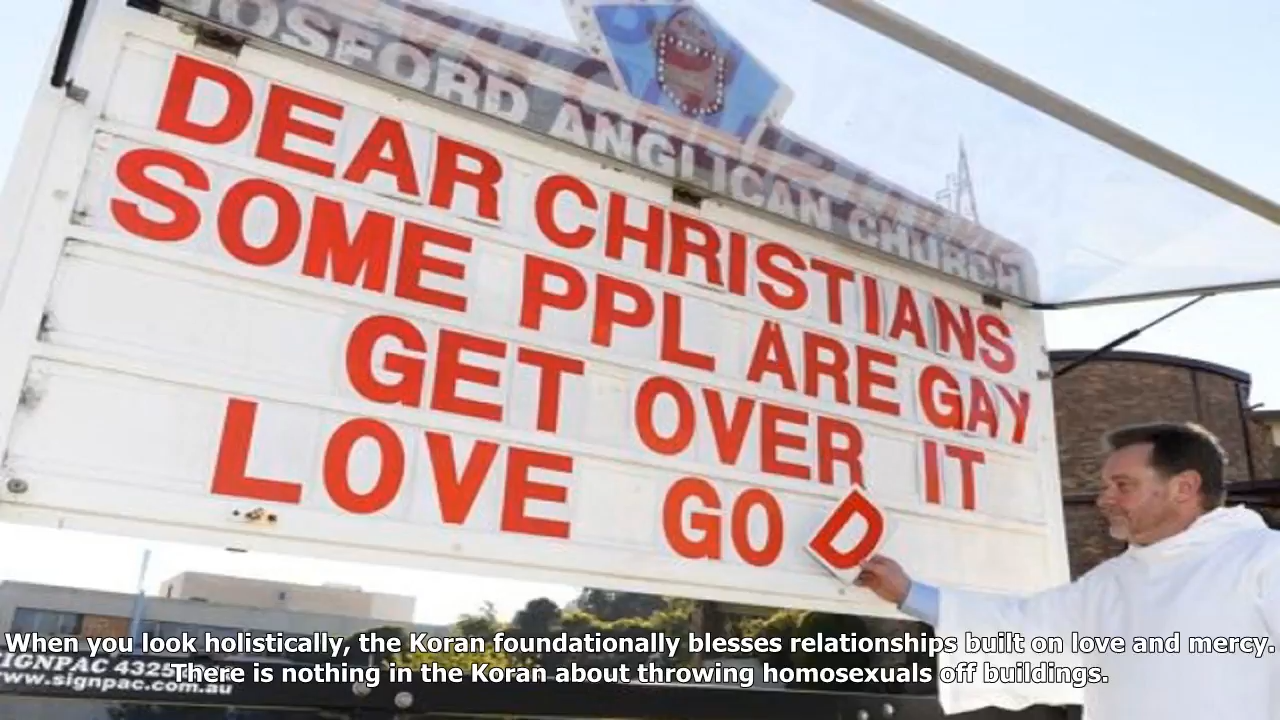 GOSFORD ANGLICAN CHURCH
DEAR CHRISTIANS
SOME PPL ARE GAY
GET OVER IT
LOVE GOD
When you look holistically, the Koran foundationally blesses relationships built on love and mercy.
There is nothing in the Koran about throwing homosexuals off buildings.
SIGNPAC 4325
www.signpac.com.au